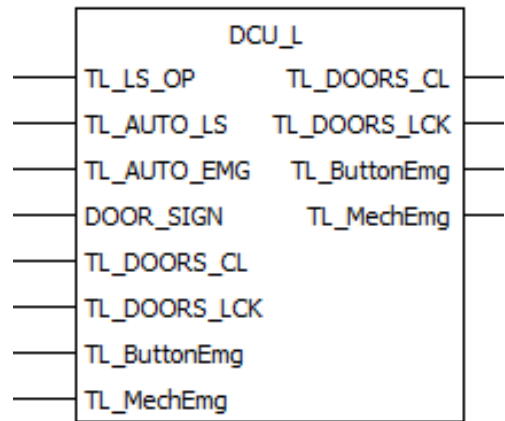 DCU_L
TL_LS_OP TL_DOORS_CL
TL_AUTO_LS TL_DOORS_LCK
TL_AUTO_EMG TL_ButtonEmg
DOOR_SIGN TL_MechEmg
TL_DOORS_CL
TL_DOORS_LCK
TL_ButtonEmg
TL_MechEmg